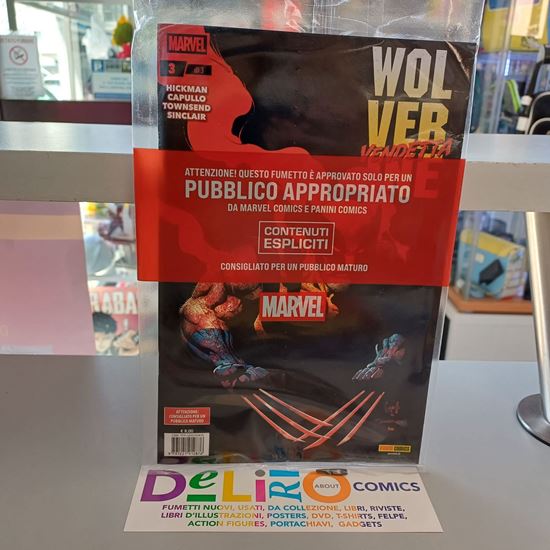 MARVEL
3
HICKMAN
CAPULLO
TOWNSEND
SINCLAIR
WOL
VER
VENDETTA
ATTENZIONE! QUESTO FUMETTO È APPROVATO SOLO PER UN
PUBBLICO APPROPRIATO
DA MARVEL COMICS E PANINI COMICS
CONTENUTI
ESPLICITI
CONSIGLIATO PER UN PUBBLICO MATURO
MARVEL
ATTENZIONE:
CONSIGLIATO PER UN
PUBBLICO MATURO
PANINI COMICS
DeLiRiO
ABOUT
COMICS
FUMETTI NUOVI, USATI, DA COLLEZIONE, LIBRI, RIVISTE,
LIBRI D'ILLUSTRAZIONI, POSTERS, DVD, T-SHIRTS, FELPE,
ACTION FIGURES, PORTACHIAVI, GADGETS